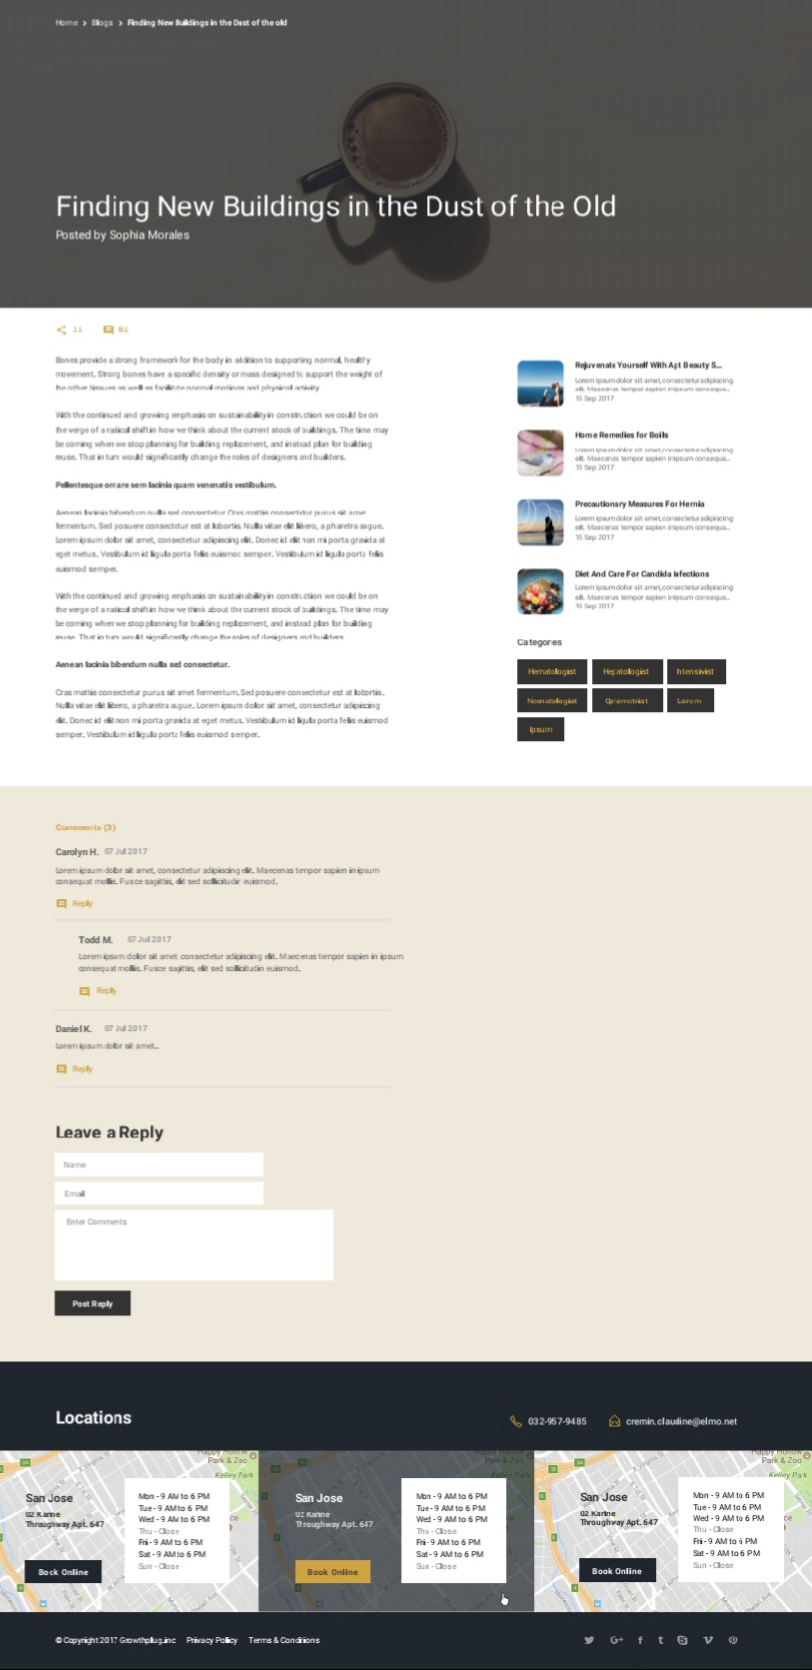 Home > Blogs > Finding New Buildings in the Dust of the old
Finding New Buildings in the Dust of the Old
Posted by Sophia Morales
11 61
Bones provide a strong framework for the body in addition to supporting normal, healthy
movement. Strong bones have a specific density or mass designed to support the weight of
the other tissues as well as facilitate normal motions and physical activity.
With the continued and growing emphasis on sustainability in construction we could be on
the verge of a radical shift in how we think about the current stock of buildings. The time may
be coming when we stop planning for building replacement, and instead plan for building
reuse. That in turn would significantly change the roles of designers and builders.
Pellentesque ornare sem lacinia quam venenatis vestibulum.
Aenean lacinia bibendum nulla sed consectetur. Cras mattis consectetur purus sit amet
fermentum. Sed posuere consectetur est at lobortis. Nulla vitae elit libero, a pharetra augue.
Lorem ipsum dolor sit amet, consectetur adipiscing elit. Donec id elit non mi porta gravida at
eget metus. Vestibulum id ligula porta felis euismod semper. Vestibulum id ligula porta felis
euismod semper.
With the continued and growing emphasis on sustainability in construction we could be on
the verge of a radical shift in how we think about the current stock of buildings. The time may
be coming when we stop planning for building replacement, and instead plan for building
reuse. That in turn would significantly change the roles of designers and builders.
Aenean lacinia bibendum nulla sed consectetur.
Cras mattis consectetur purus sit amet fermentum. Sed posuere consectetur est at lobortis.
Nulla vitae elit libero, a pharetra augue. Lorem ipsum dolor sit amet, consectetur adipiscing
elit. Donec id elit non mi porta gravida at eget metus. Vestibulum id ligula porta felis euismod
semper. Vestibulum id ligula porta felis euismod semper.
Rejuvenate Yourself With Apt Beauty S...
Lorem ipsum dolor sit amet, consectetur adipiscing
elit. Maecenas tempor sapien in ipsum consequa...
15 Sep 2017
Home Remedies for Boils
Lorem ipsum dolor sit amet, consectetur adipiscing
elit. Maecenas tempor sapien in ipsum consequa...
15 Sep 2017
Precautionary Measures For Hernia
Lorem ipsum dolor sit amet, consectetur adipiscing
elit. Maecenas tempor sapien in ipsum consequa...
15 Sep 2017
Diet And Cure For Candida Infections
Lorem ipsum dolor sit amet, consectetur adipiscing
elit. Maecenas tempor sapien in ipsum consequa...
15 Sep 2017
Categories
Hematologist Hepatologist Intensivist
Neonatologist Optometrist Lorem
Ipsum
Comments (3)
Carolyn H. 07 Jul 2017
Lorem ipsum dolor sit amet, consectetur adipiscing elit. Maecenas tempor sapien in ipsum
consequat mollis. Fusce sagittis, elit sed sollicitudin euismod.
Reply
Todd M. 07 Jul 2017
Lorem ipsum dolor sit amet consectetur adipiscing elit. Maecenas tempor sapien in ipsum
consequat mollis. Fusce sagittis, elit sed sollicitudin euismod.
Reply
Daniel K. 07 Jul 2017
Lorem ipsum dolor sit amet...
Reply
Leave a Reply
Name
Email
Enter Comments
Post Reply
Locations
032-957-9485 cremin.claudine@elmo.net
Happy Hollow
Park & Zoo
Kelley Park
San Jose
02 Karine
Throughway Apt. 647
Book Online
Mon - 9 AM to 6 PM
Tue - 9 AM to 6 PM
Wed - 9 AM to 6 PM
Thu - Close
Fri - 9 AM to 6 PM
Sat - 9 AM to 6 PM
Sun - Close
Happy Hollow
Park & Zoo
Kelley Park
San Jose
02 Karine
Throughway Apt. 647
Book Online
Mon - 9 AM to 6 PM
Tue - 9 AM to 6 PM
Wed - 9 AM to 6 PM
Thu - Close
Fri - 9 AM to 6 PM
Sat - 9 AM to 6 PM
Sun - Close
Happy Hollow
Park & Zoo
Kelley Park
San Jose
02 Karine
Throughway Apt. 647
Book Online
Mon - 9 AM to 6 PM
Tue - 9 AM to 6 PM
Wed - 9 AM to 6 PM
Thu - Close
Fri - 9 AM to 6 PM
Sat - 9 AM to 6 PM
Sun - Close
© Copyright 2017 Growthplug.inc Privacy Policy Terms & Conditions